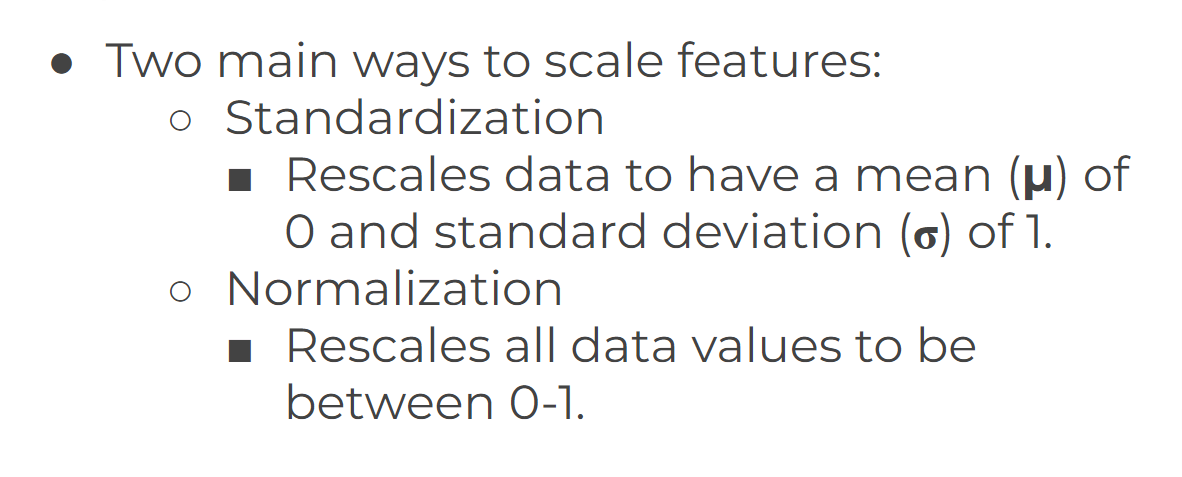 ● Two main ways to scale features:
○ Standardization
■ Rescales data to have a mean (μ) of
0 and standard deviation (σ) of 1.
○ Normalization
■ Rescales all data values to be
between 0-1.